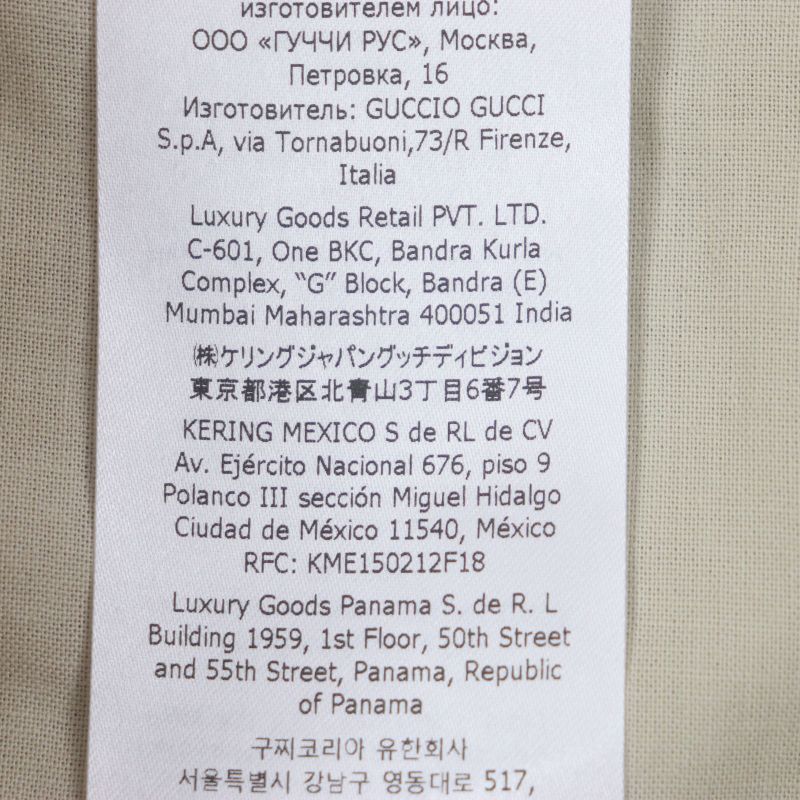 изготовителем лицо:
ООО «ГУЧЧИ РУС», Москва,
Петровка, 16
Изготовитель: GUCCIO GUCCI
S.p.A, via Tornabuoni,73/R Firenze,
Italia
Luxury Goods Retail PVT. LTD.
C-601, One BKC, Bandra Kurla
Complex, “G” Block, Bandra (E)
Mumbai Maharashtra 400051 India
㈱ケリングジャパングッチディビジョン
東京都港区北青山3丁目6番7号
KERING MEXICO S de RL de CV
Av. Ejército Nacional 676, piso 9
Polanco III sección Miguel Hidalgo
Ciudad de México 11540, México
RFC: KME150212F18
Luxury Goods Panama S. de R. L
Building 1959, 1st Floor, 50th Street
and 55th Street, Panama, Republic
of Panama
구찌코리아 유한회사
서울특별시 강남구 영동대로 517,